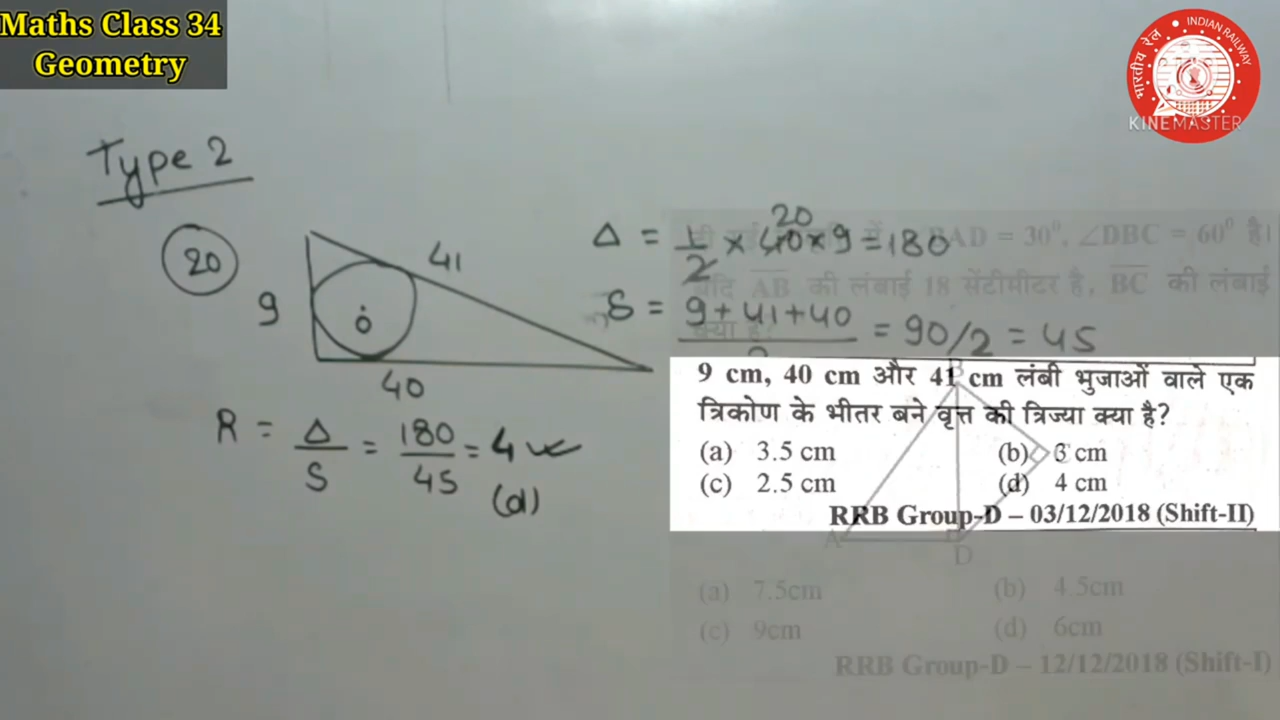 Maths Class 34
Geometry
भारतीय रेल
INDIAN RAILWAY
KINEMASTER
Type 2
20
41
9
O
40
Δ = 1/2 × 40 × 9 = 180
20
S = 9+41+40 / 2 = 90/2 = 45
R = Δ/S = 180/45 = 4
(d)
BAD = 30⁰, ∠DBC = 60⁰ है।
यदि AB की लंबाई 18 सेंटीमीटर है, BC की लंबाई
क्या है?
9 cm, 40 cm और 41 cm लंबी भुजाओं वाले एक
त्रिकोण के भीतर बने वृत्त की त्रिज्या क्या है?
(a) 3.5 cm (b) 3 cm
(c) 2.5 cm (d) 4 cm
RRB Group-D – 03/12/2018 (Shift-II)
B
A
D
(a) 7.5cm (b) 4.5cm
(c) 9cm (d) 6cm
RRB Group-D – 12/12/2018 (Shift-I)